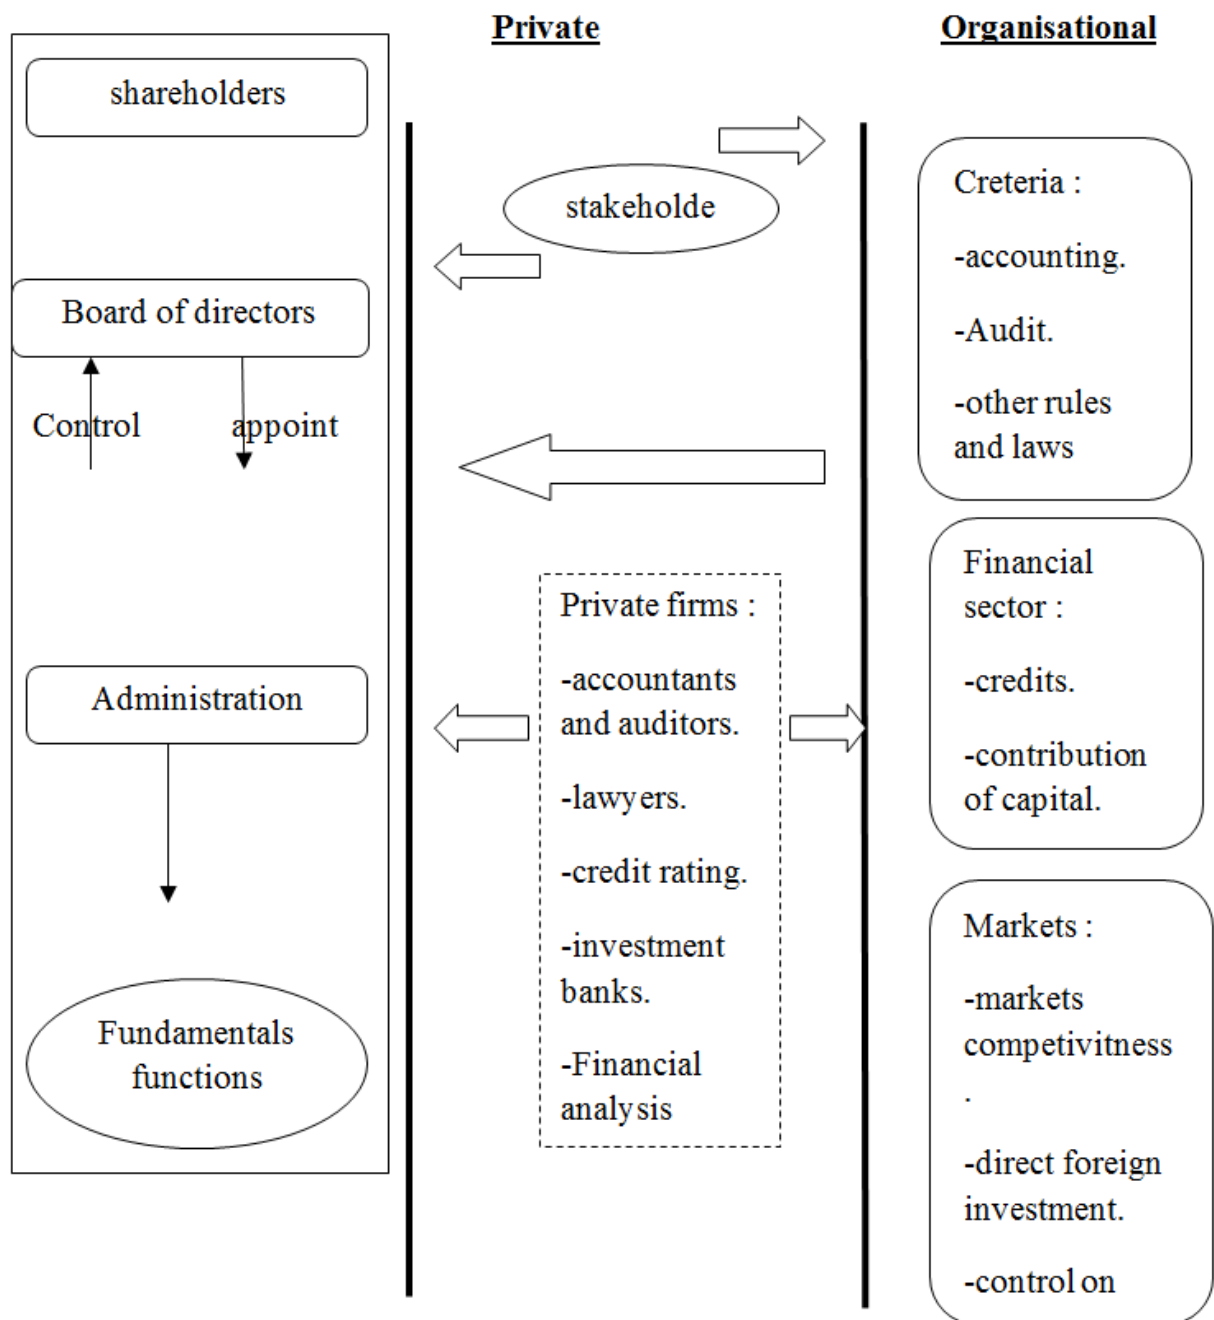 Private
Organisational
shareholders
Board of directors
Control
appoint
Administration
Fundamentals
functions
stakeholde
Private firms :
-accountants
and auditors.
-lawyers.
-credit rating.
-investment
banks.
-Financial
analysis
Creteria :
-accounting.
-Audit.
-other rules
and laws
Financial
sector :
-credits.
-contribution
of capital.
Markets :
-markets
competivitness
.
-direct foreign
investment.
-control on